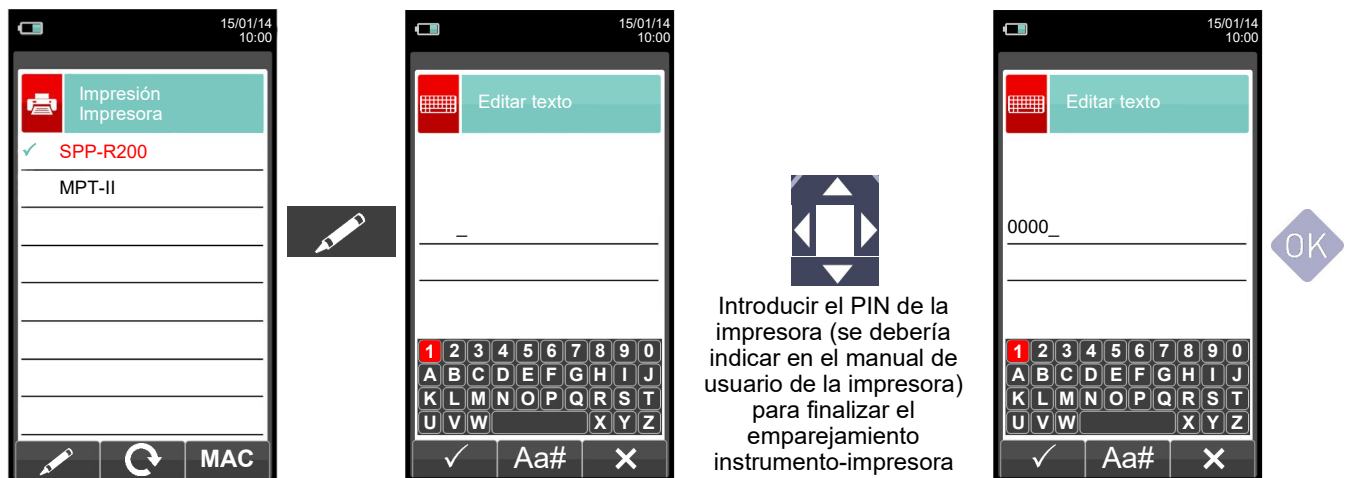 15/01/14
10:00
Impresión
Impresora
✓ SPP-R200
MPT-II
MAC
15/01/14
10:00
Editar texto
_
1 2 3 4 5 6 7 8 9 0
A B C D E F G H I J
K L M N O P Q R S T
U V W X Y Z
✓ Aa# ×
Introducir el PIN de la
impresora (se debería
indicar en el manual de
usuario de la impresora)
para finalizar el
emparejamiento
instrumento-impresora
15/01/14
10:00
Editar texto
0000_
1 2 3 4 5 6 7 8 9 0
A B C D E F G H I J
K L M N O P Q R S T
U V W X Y Z
✓ Aa# ×
OK